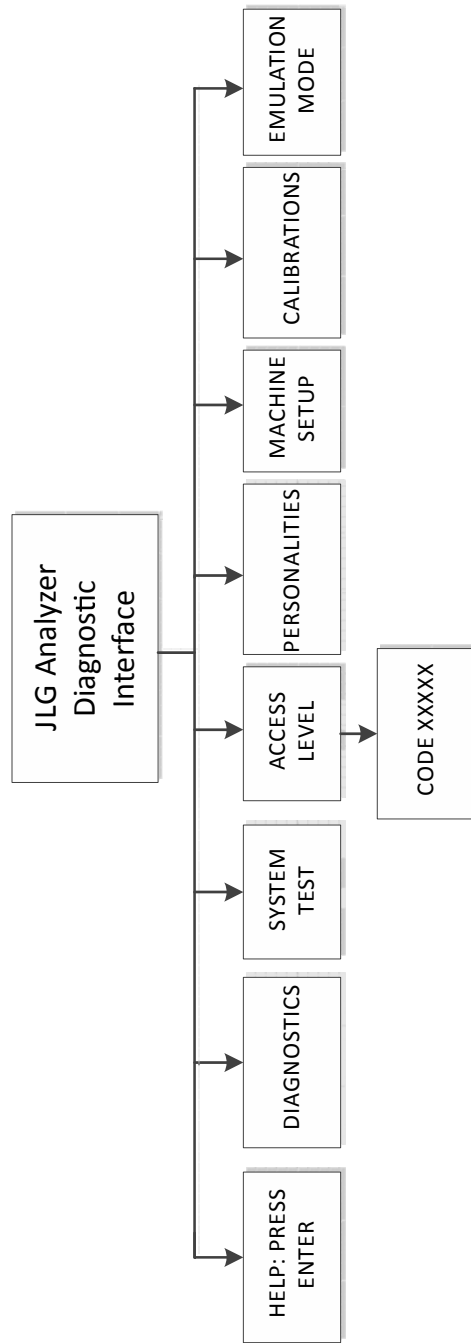 JLG Analyzer
Diagnostic
Interface
HELP: PRESS
ENTER
DIAGNOSTICS
SYSTEM
TEST
ACCESS
LEVEL
PERSONALITIES
MACHINE
SETUP
CALIBRATIONS
EMULATION
MODE
CODE XXXXX